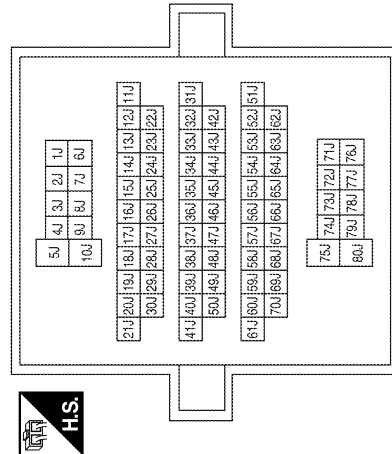 H.S.
5J 4J 3J 2J 1J
10J 9J 8J 7J 6J
21J 20J 19J 18J 17J 16J 15J 14J 13J 12J 11J
30J 29J 28J 27J 26J 25J 24J 23J 22J
41J 40J 39J 38J 37J 36J 35J 34J 33J 32J 31J
50J 49J 48J 47J 46J 45J 44J 43J 42J
61J 60J 59J 58J 57J 56J 55J 54J 53J 52J 51J
70J 69J 68J 67J 66J 65J 64J 63J 62J
75J 74J 73J 72J 71J
80J 79J 78J 77J 76J